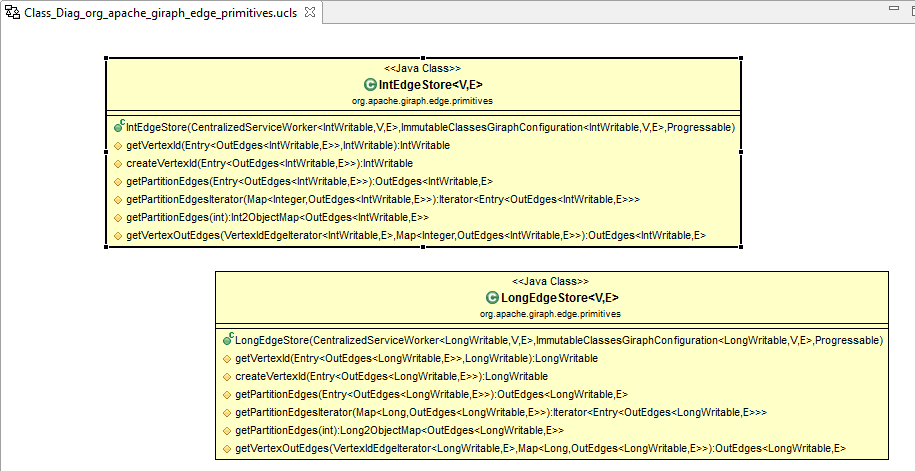 Class_Diag_org_apache_giraph_edge_primitives.ucls
<<Java Class>>
IntEdgeStore<V,E>
org.apache.giraph.edge.primitives
IntEdgeStore(CentralizedServiceWorker<IntWritable,V,E>,ImmutableClassesGiraphConfiguration<IntWritable,V,E>,Progressable)
getVertexId(Entry<OutEdges<IntWritable,E>>,IntWritable):IntWritable
createVertexId(Entry<OutEdges<IntWritable,E>>):IntWritable
getPartitionEdges(Entry<OutEdges<IntWritable,E>>):OutEdges<IntWritable,E>
getPartitionEdgesIterator(Map<Integer,OutEdges<IntWritable,E>>):Iterator<Entry<OutEdges<IntWritable,E>>>
getPartitionEdges(int):Int2ObjectMap<OutEdges<IntWritable,E>>
getVertexOutEdges(VertexIdEdgeIterator<IntWritable,E>,Map<Integer,OutEdges<IntWritable,E>>):OutEdges<IntWritable,E>
<<Java Class>>
LongEdgeStore<V,E>
org.apache.giraph.edge.primitives
LongEdgeStore(CentralizedServiceWorker<LongWritable,V,E>,ImmutableClassesGiraphConfiguration<LongWritable,V,E>,Progressable)
getVertexId(Entry<OutEdges<LongWritable,E>>,LongWritable):LongWritable
createVertexId(Entry<OutEdges<LongWritable,E>>):LongWritable
getPartitionEdges(Entry<OutEdges<LongWritable,E>>):OutEdges<LongWritable,E>
getPartitionEdgesIterator(Map<Long,OutEdges<LongWritable,E>>):Iterator<Entry<OutEdges<LongWritable,E>>>
getPartitionEdges(int):Long2ObjectMap<OutEdges<LongWritable,E>>
getVertexOutEdges(VertexIdEdgeIterator<LongWritable,E>,Map<Long,OutEdges<LongWritable,E>>):OutEdges<LongWritable,E>